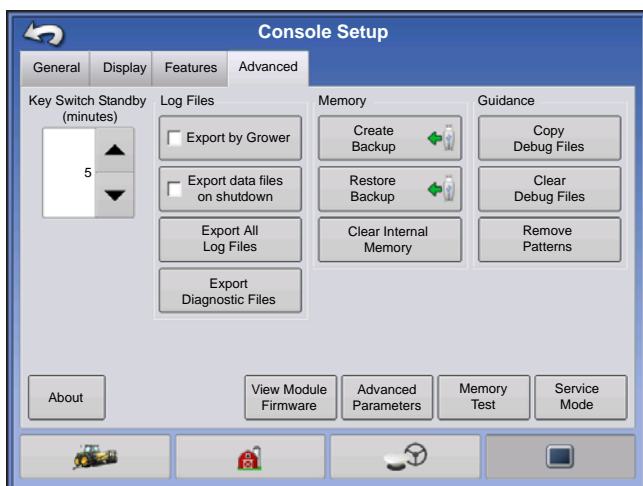 Console Setup
General
Display
Features
Advanced
Key Switch Standby
(minutes)
5
Log Files
Export by Grower
Export data files
on shutdown
Export All
Log Files
Export
Diagnostic Files
Memory
Create
Backup
Restore
Backup
Clear Internal
Memory
Guidance
Copy
Debug Files
Clear
Debug Files
Remove
Patterns
About
View Module
Firmware
Advanced
Parameters
Memory
Test
Service
Mode